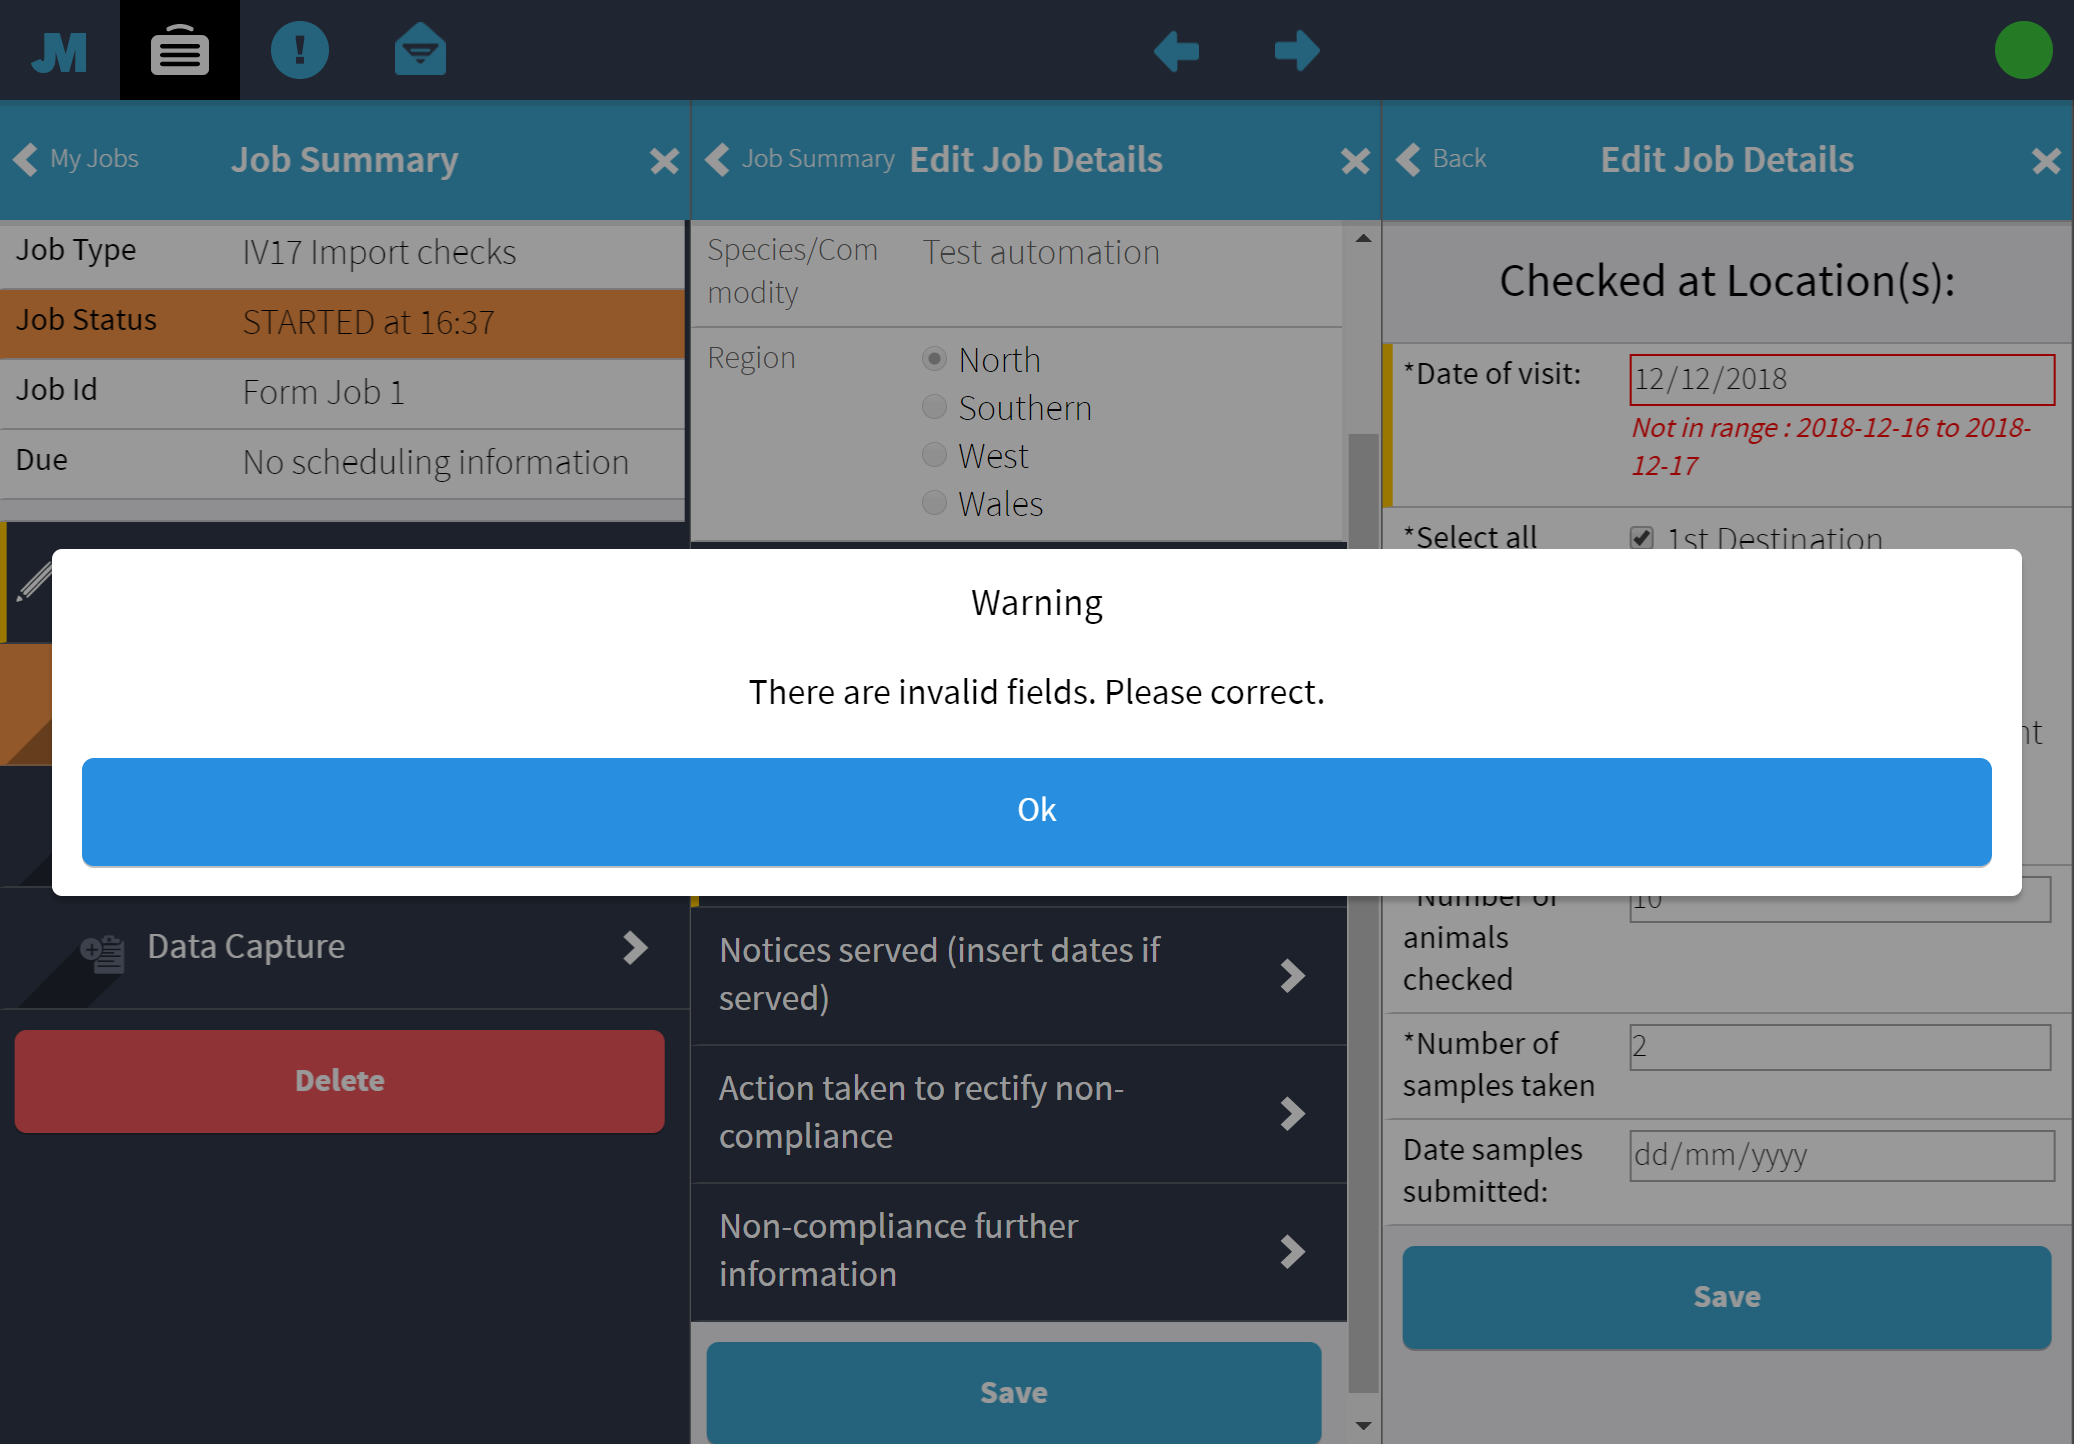 JM
My Jobs
Job Summary
Job Type
IV17 Import checks
Job Status
STARTED at 16:37
Job Id
Form Job 1
Due
No scheduling information
Data Capture
Delete
Job Summary
Edit Job Details
Species/Com
modity
Test automation
Region
North
Southern
West
Wales
Notices served (insert dates if
served)
Action taken to rectify non-
compliance
Non-compliance further
information
Save
Back
Edit Job Details
Checked at Location(s):
*Date of visit:
12/12/2018
Not in range : 2018-12-16 to 2018-
12-17
*Select all
1st Destination
Number of
animals
checked
10
*Number of
samples taken
2
Date samples
submitted:
dd/mm/yyyy
Save
Warning
There are invalid fields. Please correct.
Ok